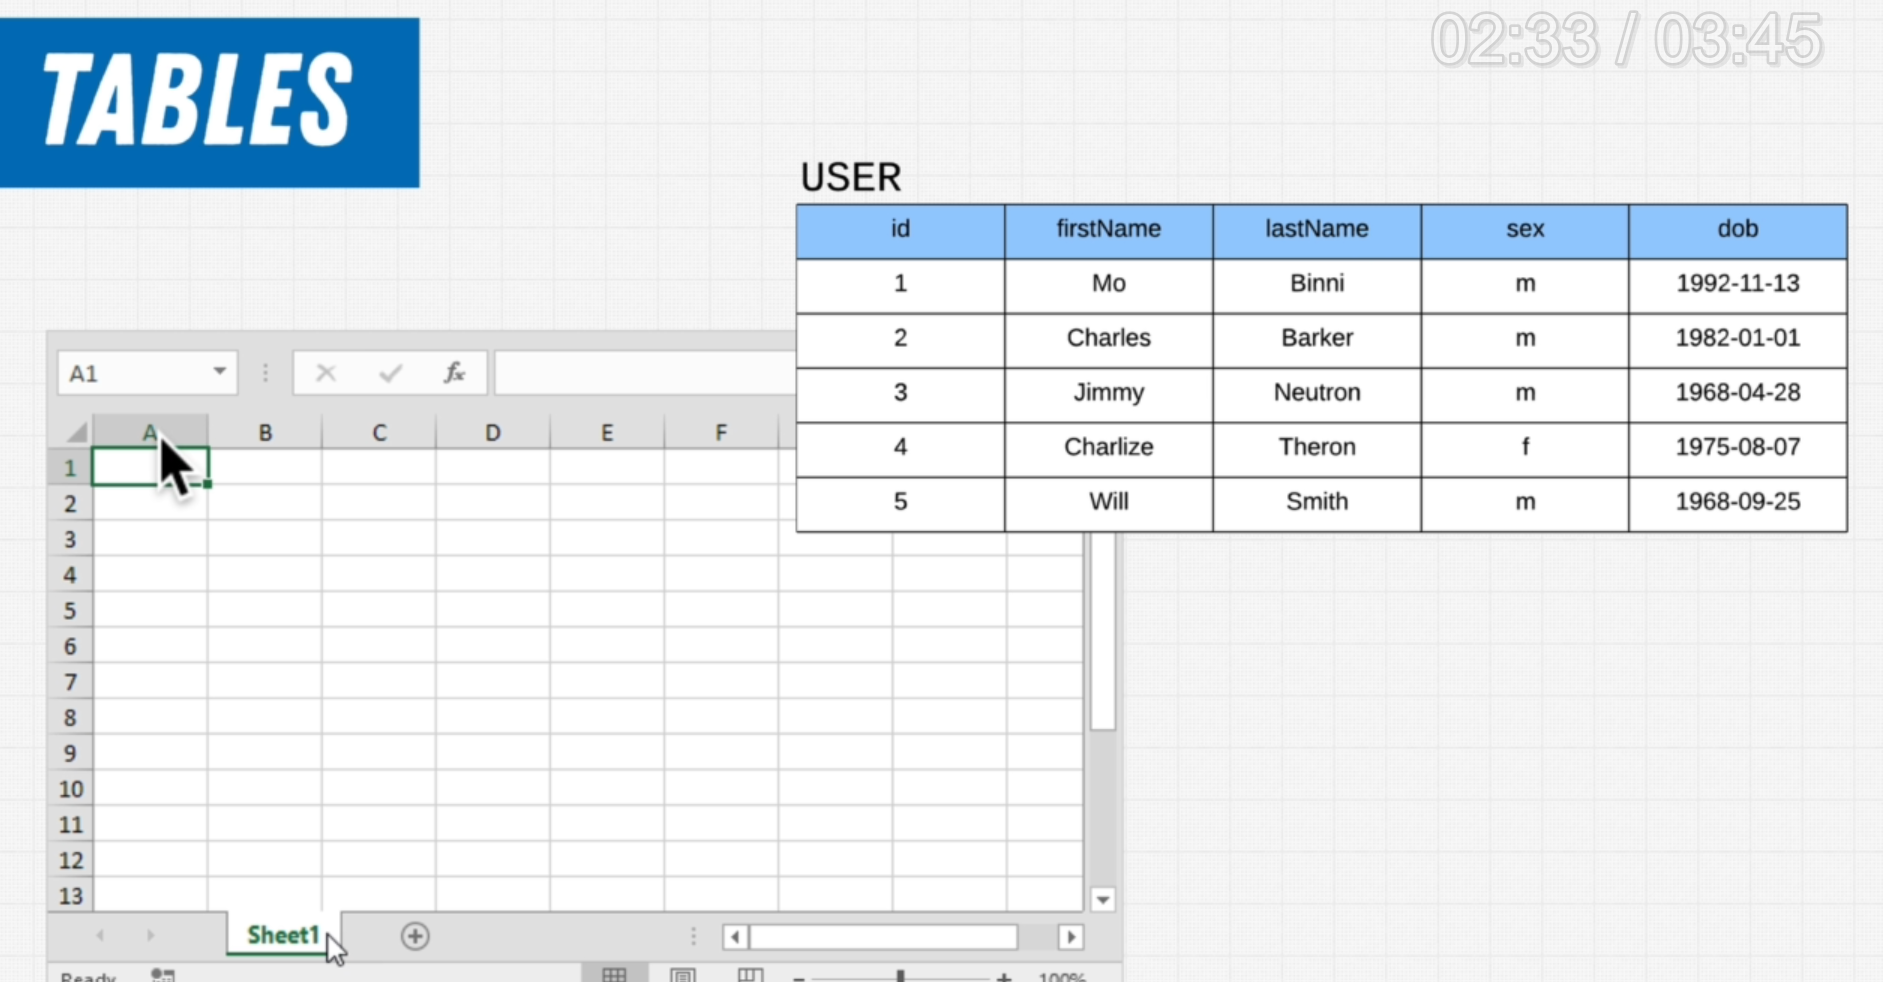 TABLES
02:33 / 03:45
USER
id firstName lastName sex dob
1 Mo Binni m 1992-11-13
2 Charles Barker m 1982-01-01
3 Jimmy Neutron m 1968-04-28
4 Charlize Theron f 1975-08-07
5 Will Smith m 1968-09-25
A1 fx
A B C D E F
1
2
3
4
5
6
7
8
9
10
11
12
13
Sheet1
Ready 100%